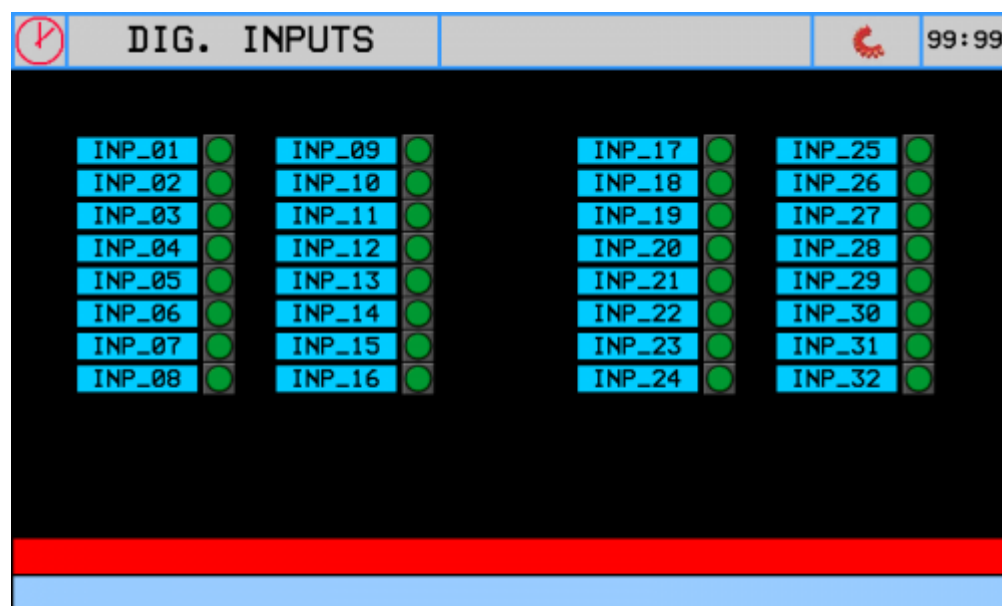 DIG. INPUTS 99:99
INP_01 INP_09 INP_17 INP_25
INP_02 INP_10 INP_18 INP_26
INP_03 INP_11 INP_19 INP_27
INP_04 INP_12 INP_20 INP_28
INP_05 INP_13 INP_21 INP_29
INP_06 INP_14 INP_22 INP_30
INP_07 INP_15 INP_23 INP_31
INP_08 INP_16 INP_24 INP_32